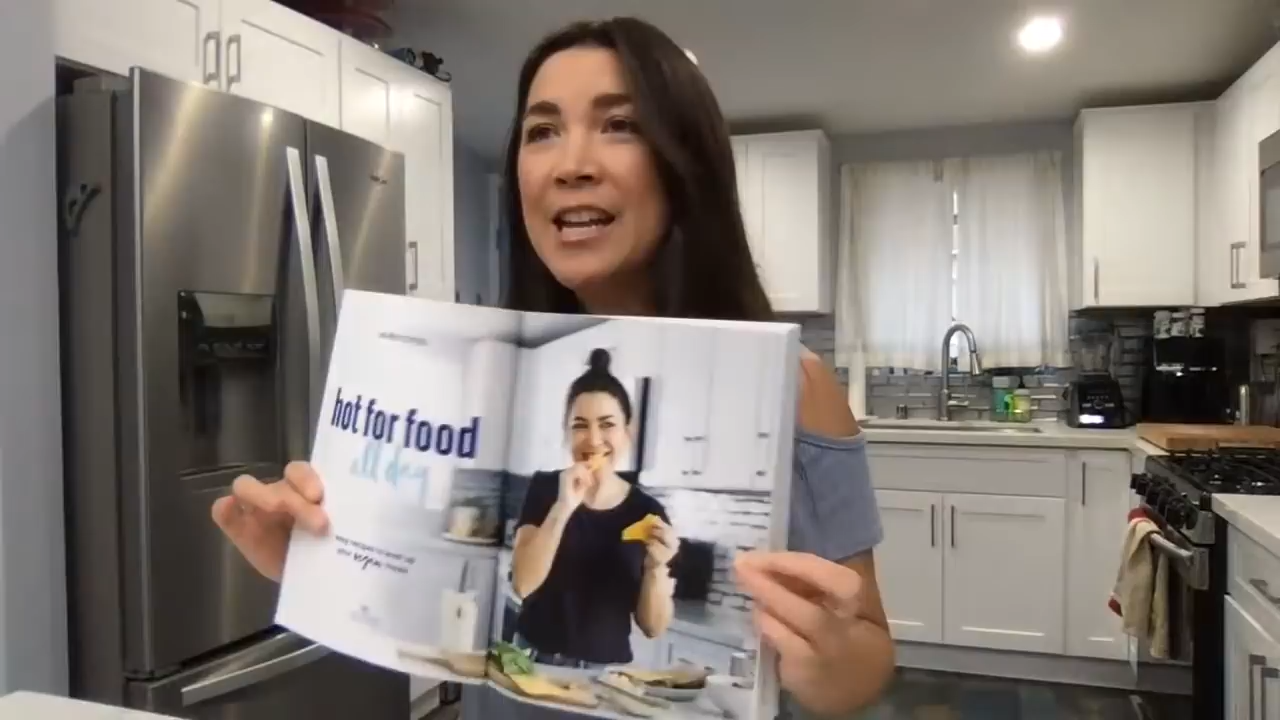 hot for food
all day
easy recipes to level up
your vegan meals